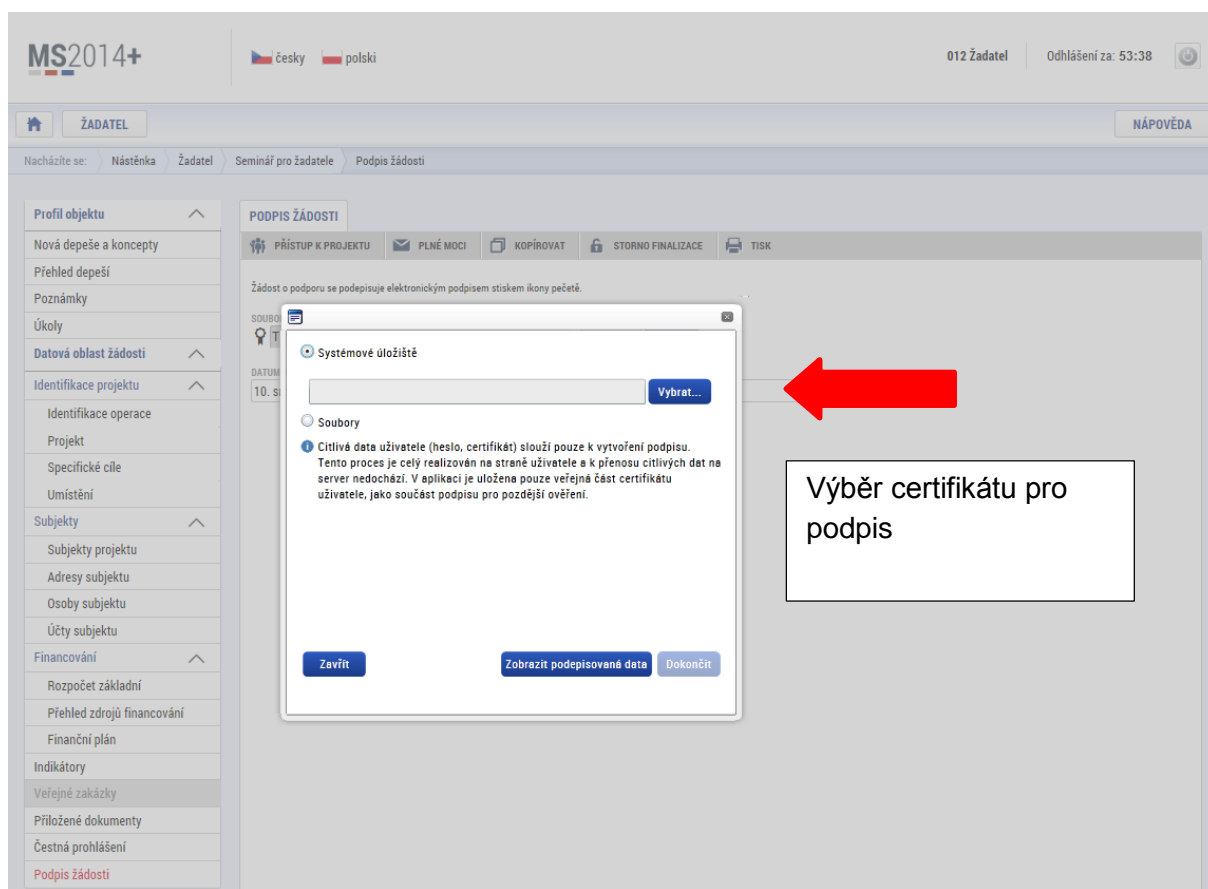 MS2014+
česky polski
012 Žadatel Odhlášení za: 53:38
ŽADATEL
NÁPOVĚDA
Nacházíte se: Nástěnka Žadatel Seminář pro žadatele Podpis žádosti
Profil objektu
Nová depeše a koncepty
Přehled depeší
Poznámky
Úkoly
Datová oblast žádosti
Identifikace projektu
Identifikace operace
Projekt
Specifické cíle
Umístění
Subjekty
Subjekty projektu
Adresy subjektu
Osoby subjektu
Účty subjektu
Financování
Rozpočet základní
Přehled zdrojů financování
Finanční plán
Indikátory
Veřejné zakázky
Přiložené dokumenty
Čestná prohlášení
Podpis žádosti
PODPIS ŽÁDOSTI
PŘÍSTUP K PROJEKTU PLNÉ MOCI KOPÍROVAT STORNO FINALIZACE TISK
Žádost o podporu se podepisuje elektronickým podpisem stiskem ikony pečetě.
SOUBO
T
DATUM
10. s
Systémové úložiště
Vybrat...
Soubory
Citlivá data uživatele (heslo, certifikát) slouží pouze k vytvoření podpisu.
Tento proces je celý realizován na straně uživatele a k přenosu citlivých dat na
server nedochází. V aplikaci je uložena pouze veřejná část certifikátu
uživatele, jako součást podpisu pro pozdější ověření.
Zavřít Zobrazit podepisovaná data Dokončit
Výběr certifikátu pro
podpis